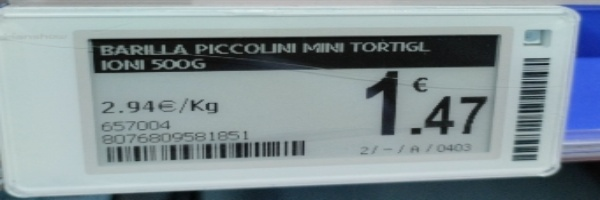 BARILLA PICCOLINI MINI TORTIGL
IONI 500G
2.94€/Kg
1.47 €
657004
8076809581851
2/-/A/0403